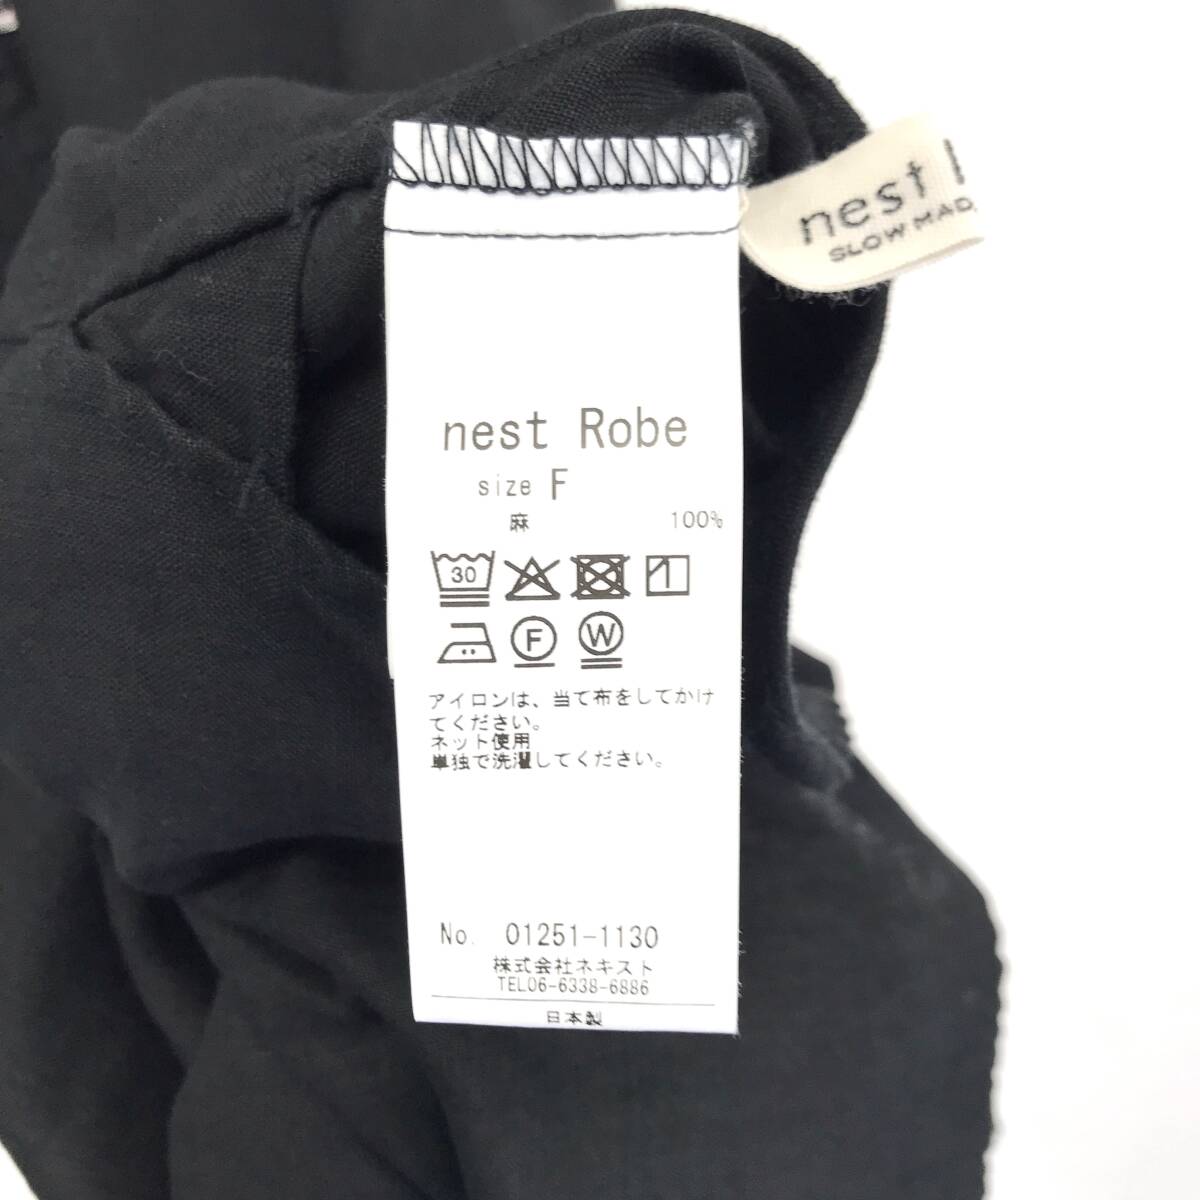 nest
SLOW MAD
nest Robe
size F
麻 100%
30
F W
アイロンは、当て布をしてかけ
てください。
ネット使用
単独で洗濯してください。
No. 01251-1130
株式会社ネキスト
TEL06-6338-6886
日本製